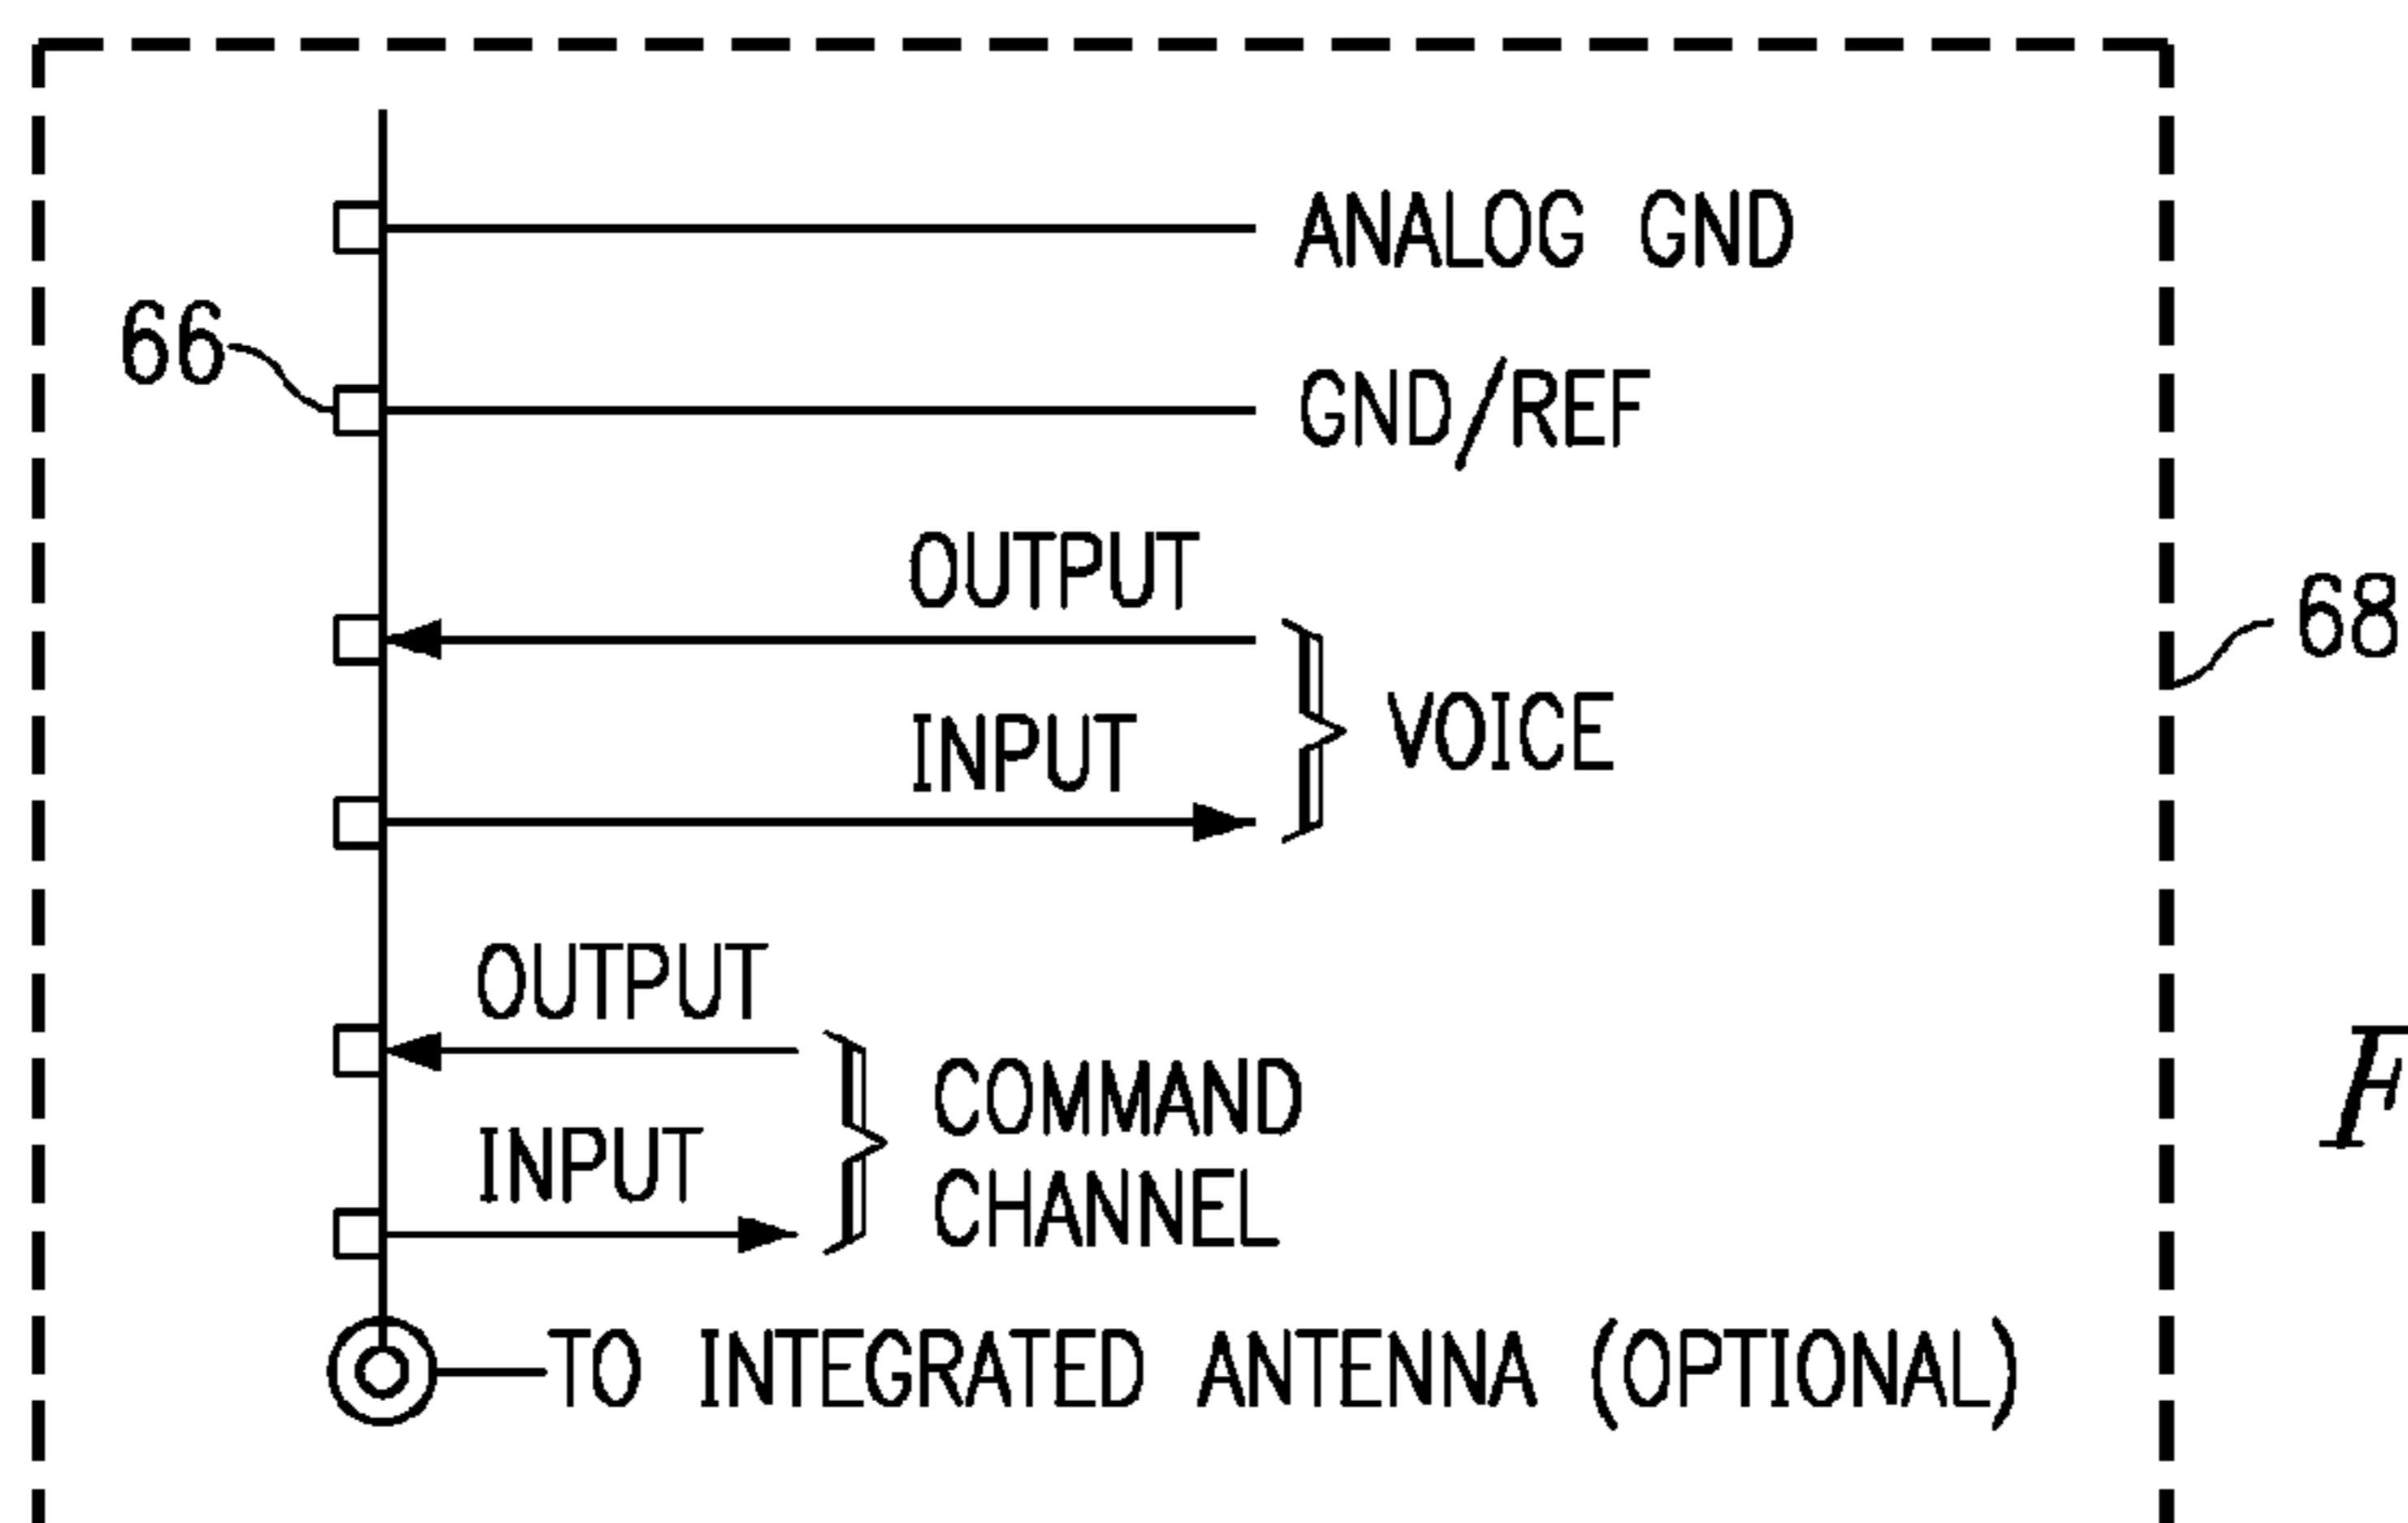 ANALOG GND
66
GND/REF
OUTPUT
68
INPUT
VOICE
OUTPUT
COMMAND
INPUT
CHANNEL
TO INTEGRATED ANTENNA (OPTIONAL)
F